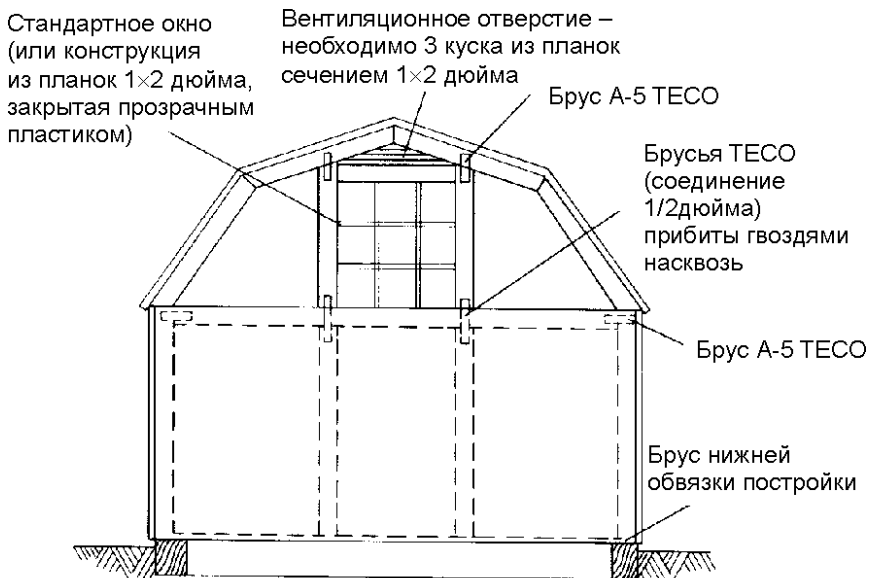 Стандартное окно
(или конструкция
из планок 1×2 дюйма,
закрытая прозрачным
пластиком)
Вентиляционное отверстие –
необходимо 3 куска из планок
сечением 1×2 дюйма
Брус А-5 ТЕСО
Брусья ТЕСО
(соединение
1/2дюйма)
прибиты гвоздями
насквозь
Брус А-5 ТЕСО
Брус нижней
обвязки постройки